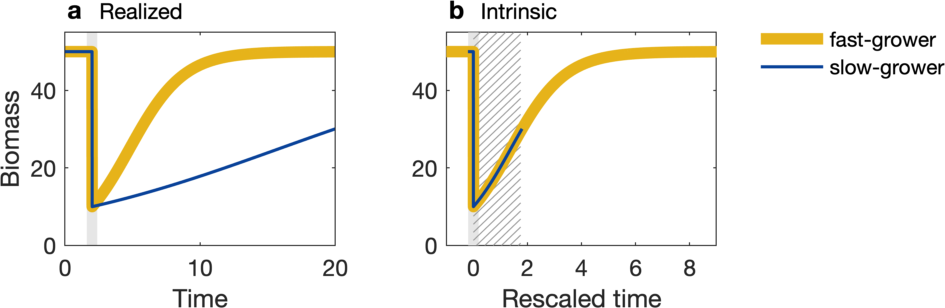 a Realized
b Intrinsic
fast-grower
slow-grower
Biomass
40
20
0
0 10 20
Time
40
20
0
0 2 4 6 8
Rescaled time